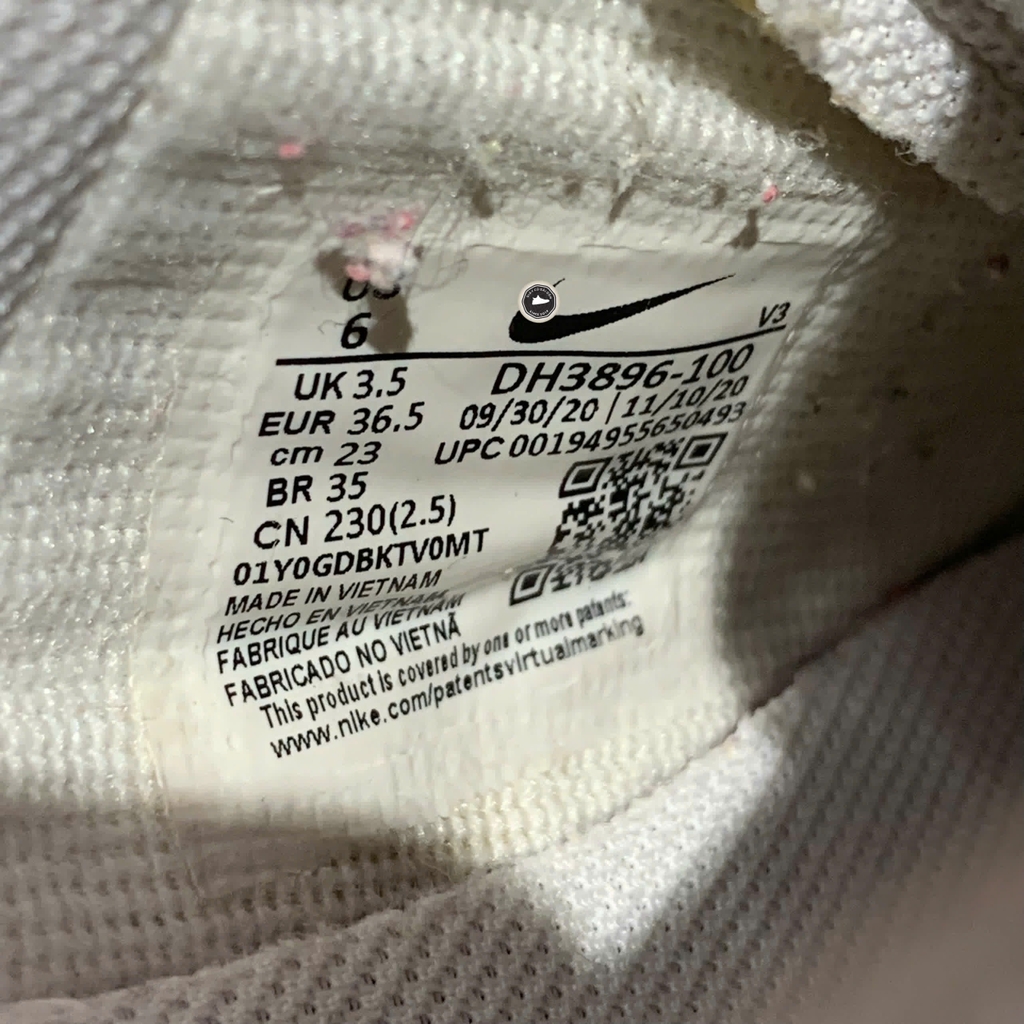 US
6
V3
UK 3.5
DH3896-100
EUR 36.5
09/30/20 | 11/10/20
cm 23
UPC 00194955650493
BR 35
CN 230(2.5)
01Y0GDBKTV0MT
MADE IN VIETNAM
HECHO EN VIETNAM
FABRIQUE AU VIETNAM
FABRICADO NO VIETNÃ
This product is covered by one or more patents:
www.nike.com/patentsvirtualmarking